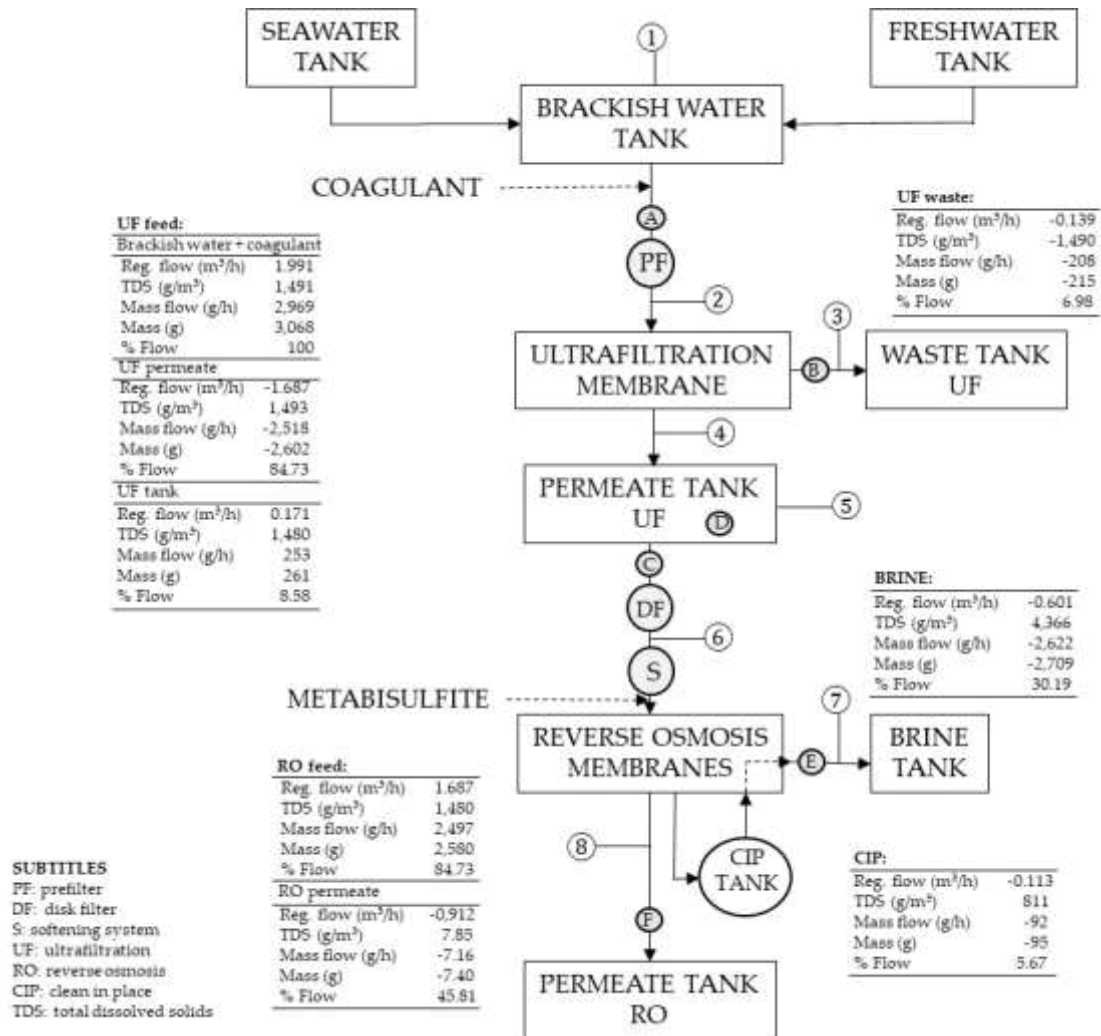 SEAWATER
TANK
1
FRESHWATER
TANK
BRACKISH WATER
TANK
COAGULANT
A
PF
2
UF feed:
Brackish water + coagulant
Reg. flow (m³/h) 1.991
TDS (g/m³) 1,491
Mass flow (g/h) 2,969
Mass (g) 3,068
% Flow 100
UF permeate
Reg. flow (m³/h) -1.687
TDS (g/m³) 1,493
Mass flow (g/h) -2,518
Mass (g) -2,602
% Flow 84.73
UF tank
Reg. flow (m³/h) 0.171
TDS (g/m³) 1,480
Mass flow (g/h) 253
Mass (g) 261
% Flow 8.58
UF waste:
Reg. flow (m³/h) -0.139
TDS (g/m³) -1,490
Mass flow (g/h) -208
Mass (g) -215
% Flow 6.98
ULTRAFILTRATION
MEMBRANE
B
3
WASTE TANK
UF
4
PERMEATE TANK
UF
D
5
C
DF
6
S
METABISULFITE
BRINE:
Reg. flow (m³/h) -0.601
TDS (g/m³) 4,366
Mass flow (g/h) -2,622
Mass (g) -2,709
% Flow 30.19
REVERSE OSMOSIS
MEMBRANES
E
7
BRINE
TANK
RO feed:
Reg. flow (m³/h) 1.687
TDS (g/m³) 1,480
Mass flow (g/h) 2,497
Mass (g) 2,580
% Flow 84.73
RO permeate
Reg. flow (m³/h) -0,912
TDS (g/m³) 7.85
Mass flow (g/h) -7.16
Mass (g) -7.40
% Flow 45.81
8
CIP
TANK
CIP:
Reg. flow (m³/h) -0.113
TDS (g/m³) 811
Mass flow (g/h) -92
Mass (g) -95
% Flow 5.67
F
PERMEATE TANK
RO
SUBTITLES
PF: prefilter
DF: disk filter
S: softening system
UF: ultrafiltration
RO: reverse osmosis
CIP: clean in place
TDS: total dissolved solids